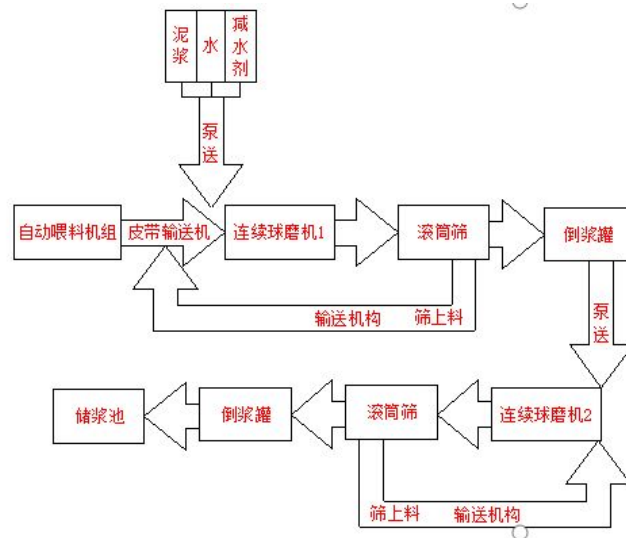 泥浆
水
减水剂
泵送
自动喂料机组
皮带输送机
连续球磨机1
滚筒筛
倒浆罐
输送机构
筛上料
泵送
储浆池
倒浆罐
滚筒筛
连续球磨机2
筛上料
输送机构